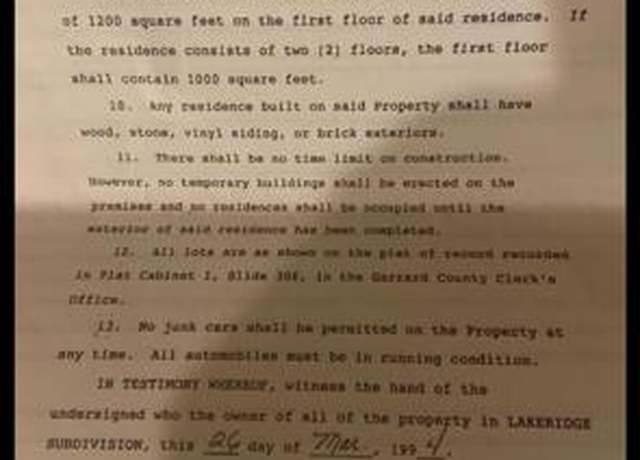 of 1200 square feet on the first floor of said residence. If
the residence consists of two (2) floors, the first floor
shall contain 1000 square feet.
10. Any residence built on said Property shall have
wood, stone, vinyl siding, or brick exteriors.
11. There shall be no time limit on construction.
However, no temporary buildings shall be erected on the
premises and no residences shall be occupied until the
exterior of said residence has been completed.
12. All lots are as shown on the plat of record recorded
in Plat Cabinet 1, Slide in the Garrard County Clerk's
Office.
13. No junk cars shall be permitted on the Property at
any time. All automobiles must be in running condition.
IN TESTIMONY WHEREOF, witness the hand of the
undersigned who the owner of all of the property in LAKERIDGE
SUBDIVISION, this 26 day of Mar., 1994.